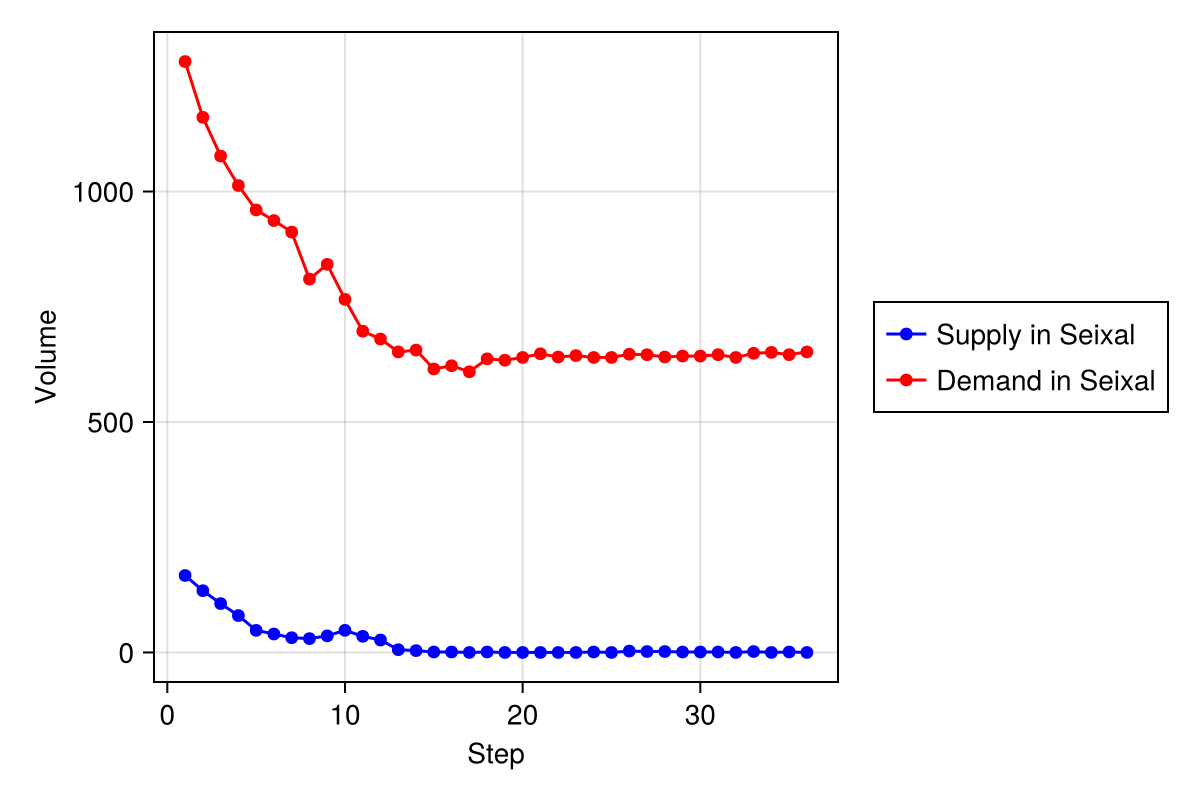 1000
500
0
0 10 20 30
Volume
Step
Supply in Seixal
Demand in Seixal